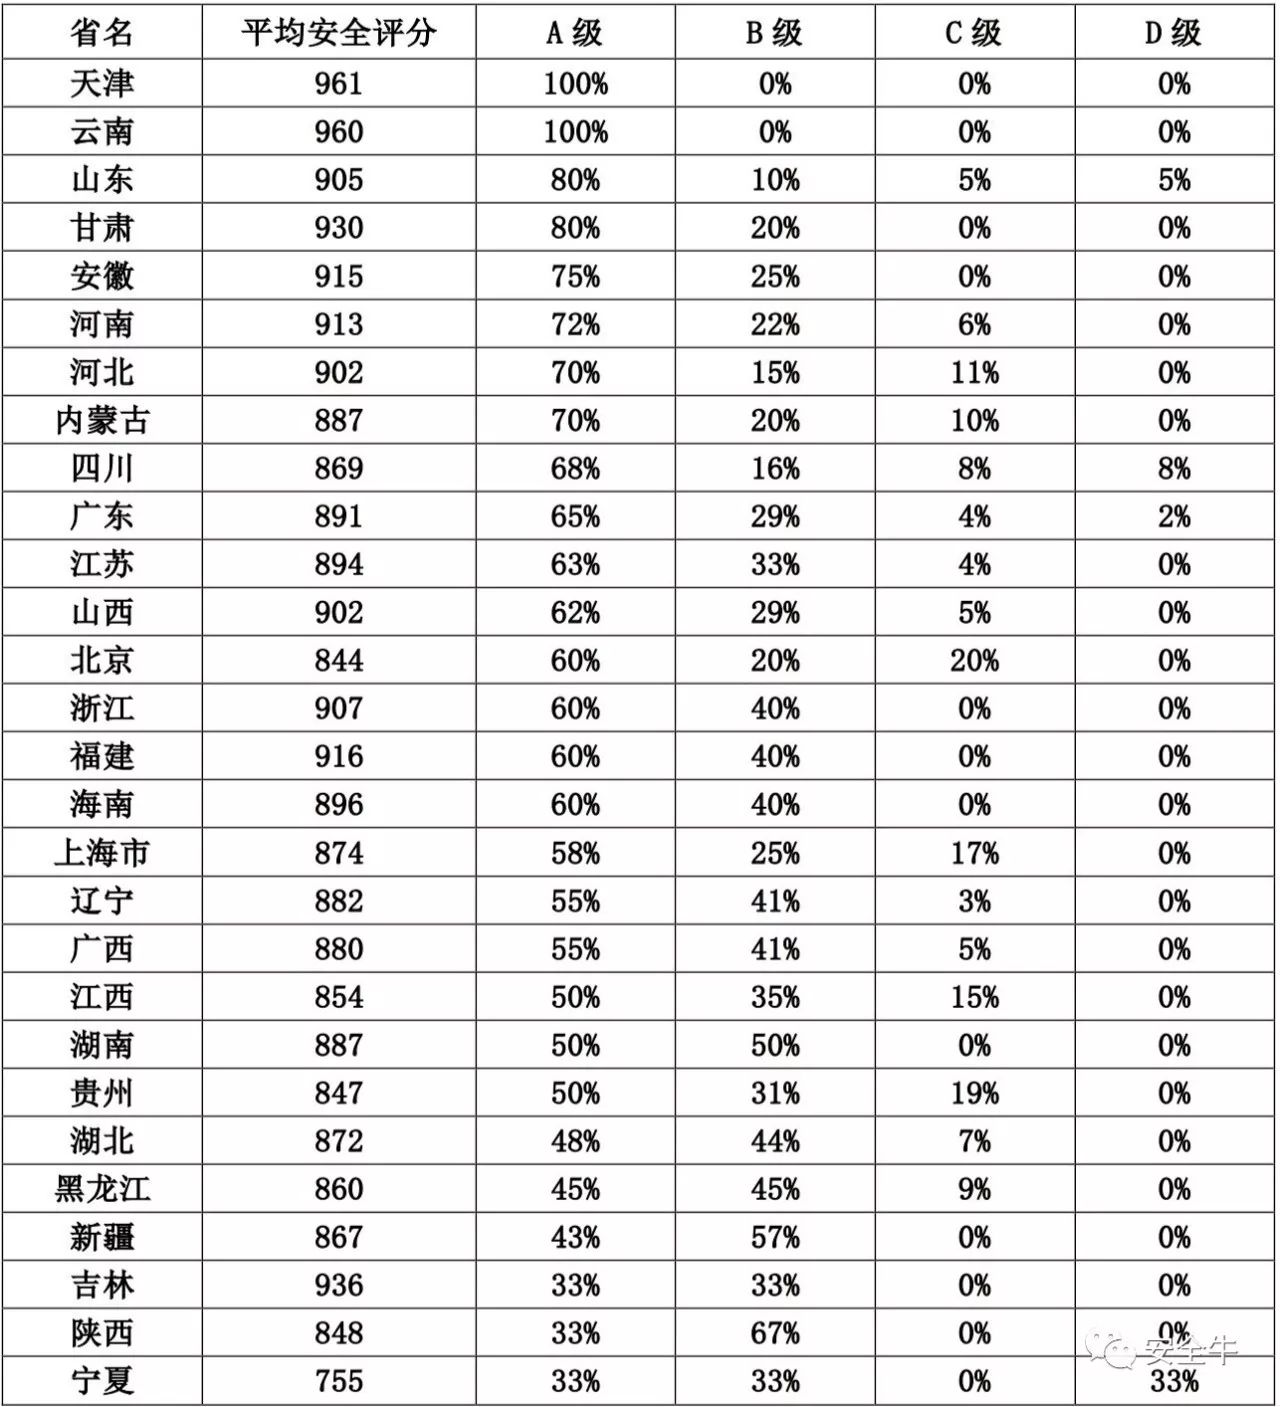 省名 平均安全评分 A 级 B 级 C 级 D 级
天津 961 100% 0% 0% 0%
云南 960 100% 0% 0% 0%
山东 905 80% 10% 5% 5%
甘肃 930 80% 20% 0% 0%
安徽 915 75% 25% 0% 0%
河南 913 72% 22% 6% 0%
河北 902 70% 15% 11% 0%
内蒙古 887 70% 20% 10% 0%
四川 869 68% 16% 8% 8%
广东 891 65% 29% 4% 2%
江苏 894 63% 33% 4% 0%
山西 902 62% 29% 5% 0%
北京 844 60% 20% 20% 0%
浙江 907 60% 40% 0% 0%
福建 916 60% 40% 0% 0%
海南 896 60% 40% 0% 0%
上海市 874 58% 25% 17% 0%
辽宁 882 55% 41% 3% 0%
广西 880 55% 41% 5% 0%
江西 854 50% 35% 15% 0%
湖南 887 50% 50% 0% 0%
贵州 847 50% 31% 19% 0%
湖北 872 48% 44% 7% 0%
黑龙江 860 45% 45% 9% 0%
新疆 867 43% 57% 0% 0%
吉林 936 33% 33% 0% 0%
陕西 848 33% 67% 0% 0%
安全牛
宁夏 755 33% 33% 0% 33%